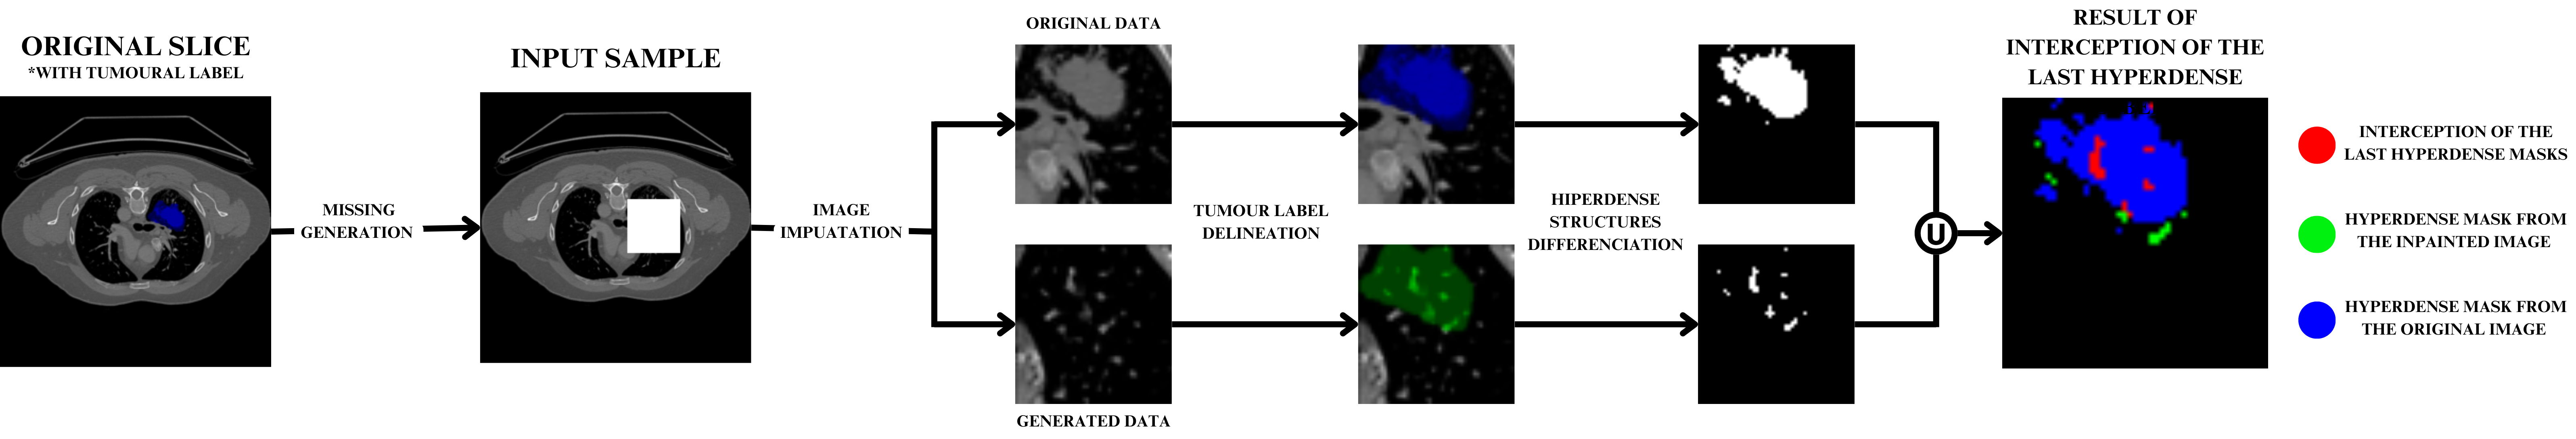 ORIGINAL SLICE
*WITH TUMOURAL LABEL
MISSING
GENERATION
INPUT SAMPLE
IMAGE
IMPUATATION
ORIGINAL DATA
GENERATED DATA
TUMOUR LABEL
DELINEATION
HIPERDENSE
STRUCTURES
DIFFERENCIATION
U
RESULT OF
INTERCEPTION OF THE
LAST HYPERDENSE
INTERCEPTION OF THE
LAST HYPERDENSE MASKS
HYPERDENSE MASK FROM
THE INPAINTED IMAGE
HYPERDENSE MASK FROM
THE ORIGINAL IMAGE